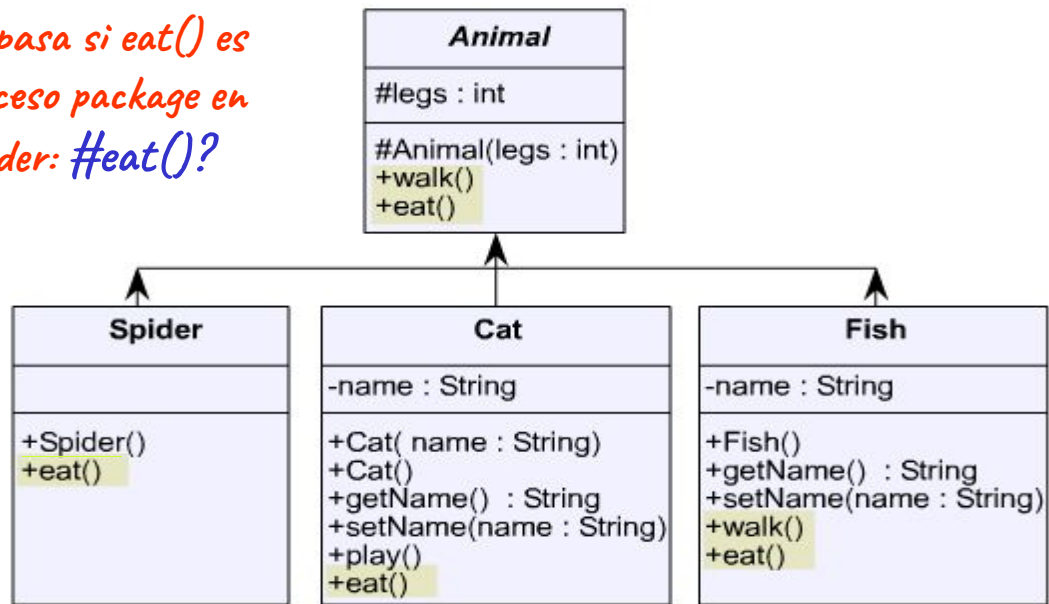 pasa si eat() es
ceso package en
der: #eat()?
Animal
#legs : int
#Animal(legs : int)
+walk()
+eat()
Spider
+Spider()
+eat()
Cat
-name : String
+Cat( name : String)
+Cat()
+getName() : String
+setName(name : String)
+play()
+eat()
Fish
-name : String
+Fish()
+getName() : String
+setName(name : String)
+walk()
+eat()